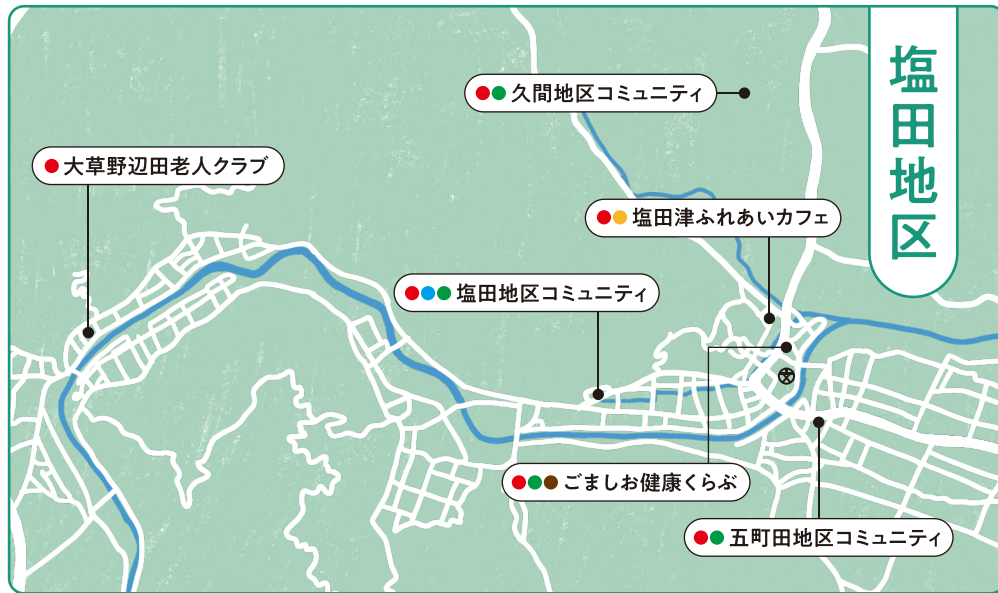 塩田地区
久間地区コミュニティ
大草野辺田老人クラブ
塩田津ふれあいカフェ
塩田地区コミュニティ
ごましお健康くらぶ
五町田地区コミュニティ